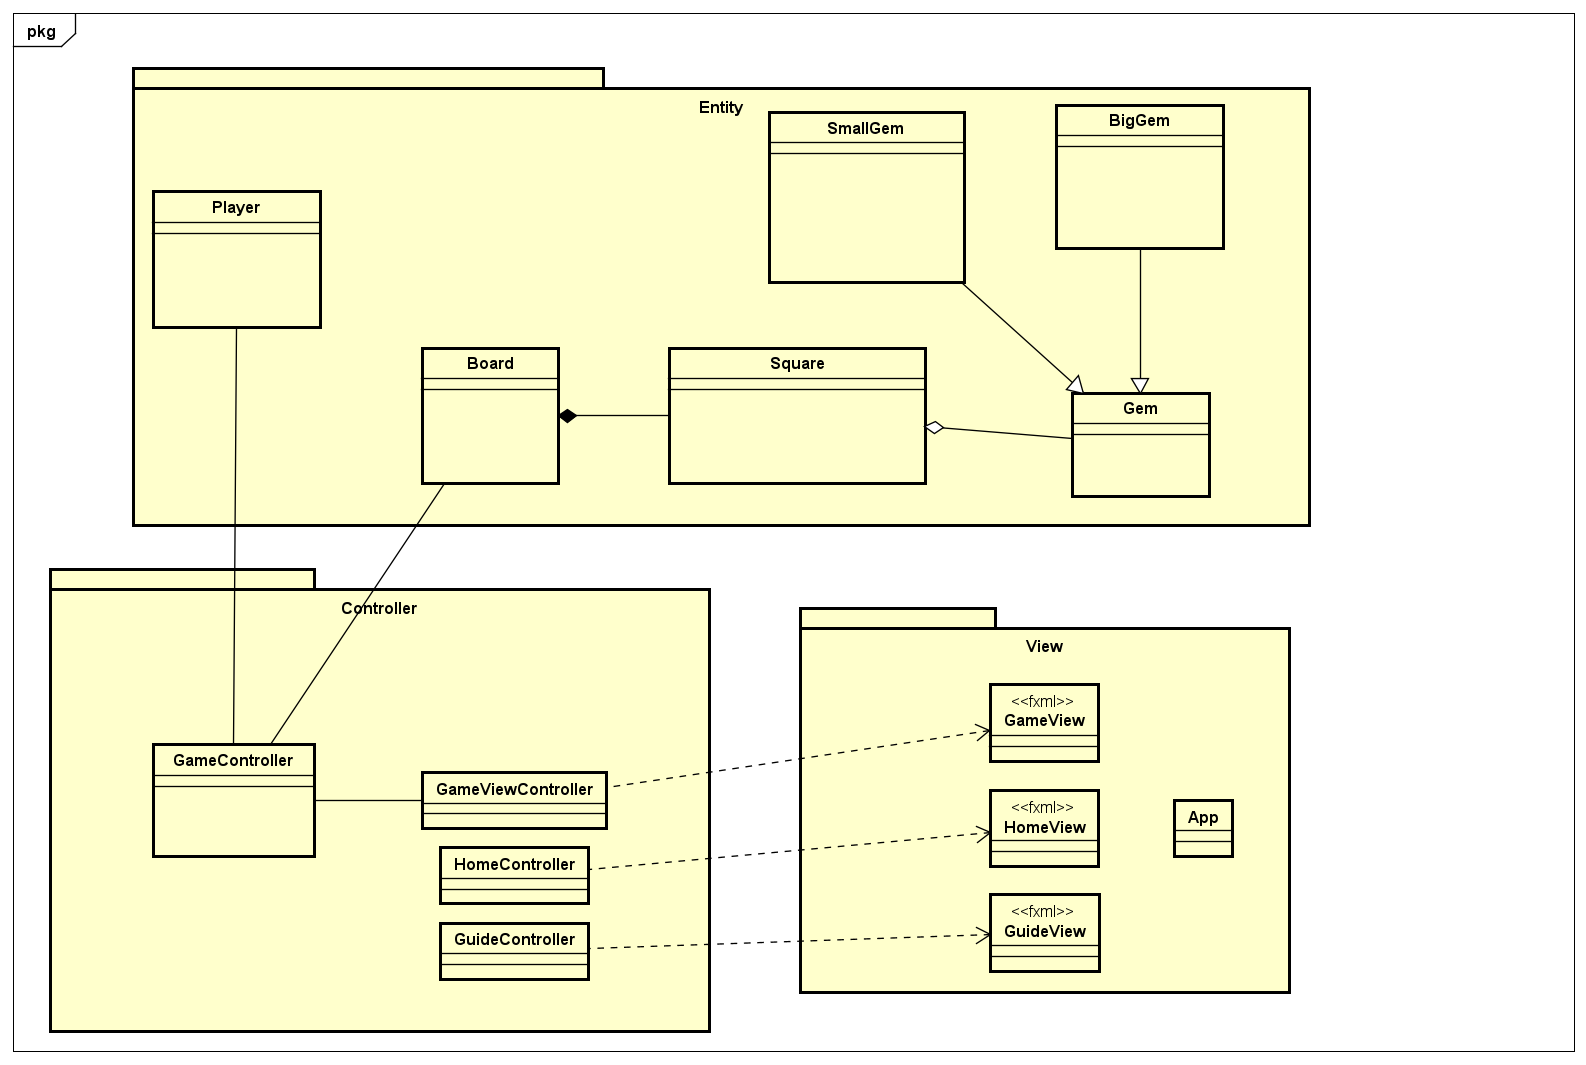 pkg
Entity
SmallGem
BigGem
Player
Board
Square
Gem
Controller
View
<<fxml>>
GameView
GameController
GameViewController
<<fxml>>
HomeView
App
HomeController
<<fxml>>
GuideView
GuideController